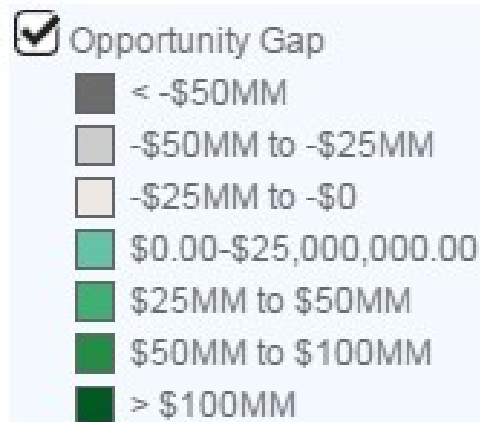 Opportunity Gap
< -$50MM
-$50MM to -$25MM
-$25MM to -$0
$0.00-$25,000,000.00
$25MM to $50MM
$50MM to $100MM
> $100MM